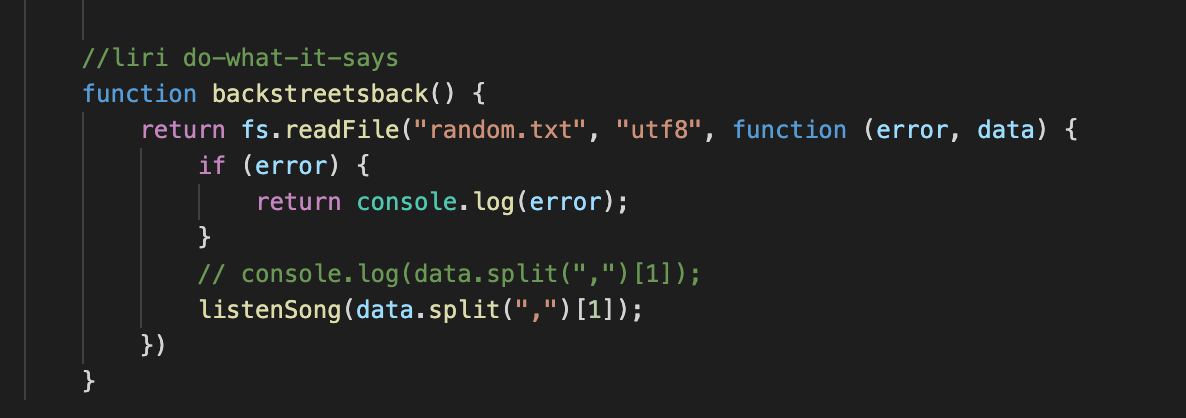 //liri do-what-it-says
function backstreetsback() {
return fs.readFile("random.txt", "utf8", function (error, data) {
if (error) {
return console.log(error);
}
// console.log(data.split(",")[1]);
listenSong(data.split(",")[1]);
})
}